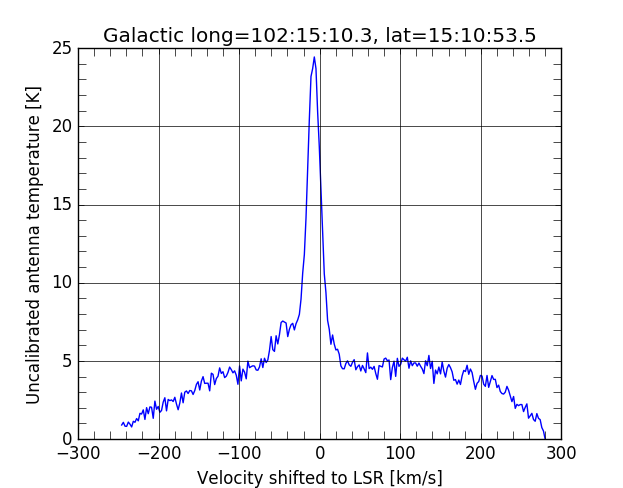 Galactic long=102:15:10.3, lat=15:10:53.5
25
20
15
10
5
0
Uncalibrated antenna temperature [K]
−300 −200 −100 0 100 200 300
Velocity shifted to LSR [km/s]